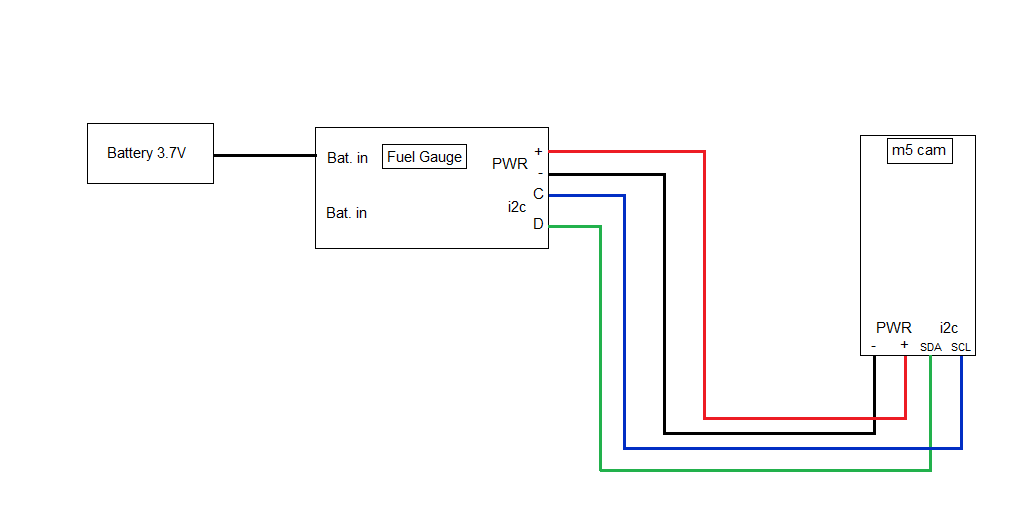 Battery 3.7V
Bat. in
Fuel Gauge
PWR
+
-
Bat. in
i2c
C
D
m5 cam
PWR
i2c
-
+
SDA
SCL